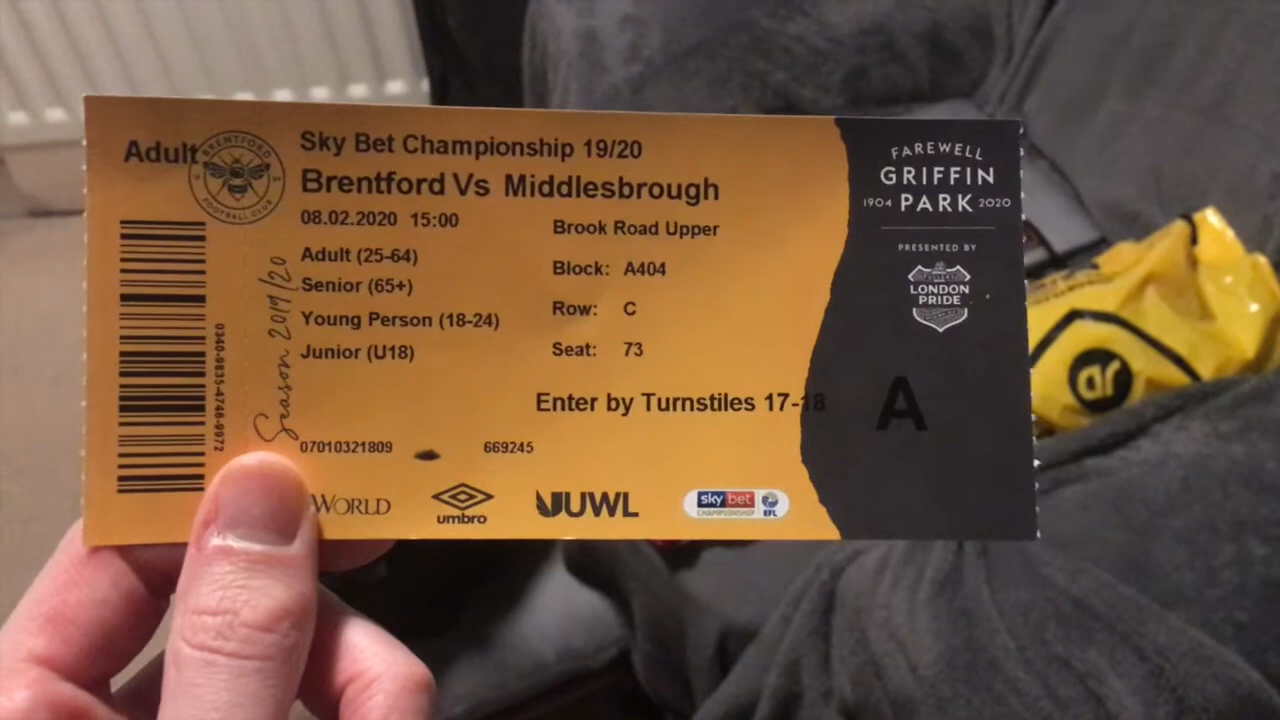 Adult
BRENTFORD
FOOTBALL CLUB
Sky Bet Championship 19/20
Brentford Vs Middlesbrough
08.02.2020 15:00
Adult (25-64)
Senior (65+)
Young Person (18-24)
Junior (U18)
Brook Road Upper
Block: A404
Row: C
Seat: 73
Enter by Turnstiles 17-18
07010321809 669245
0340-9835-4746-9972
Season 2019/20
WORLD
umbro
UWL
sky bet
CHAMPIONSHIP
EFL
FAREWELL
GRIFFIN
1904 PARK 2020
PRESENTED BY
LONDON
PRIDE
A